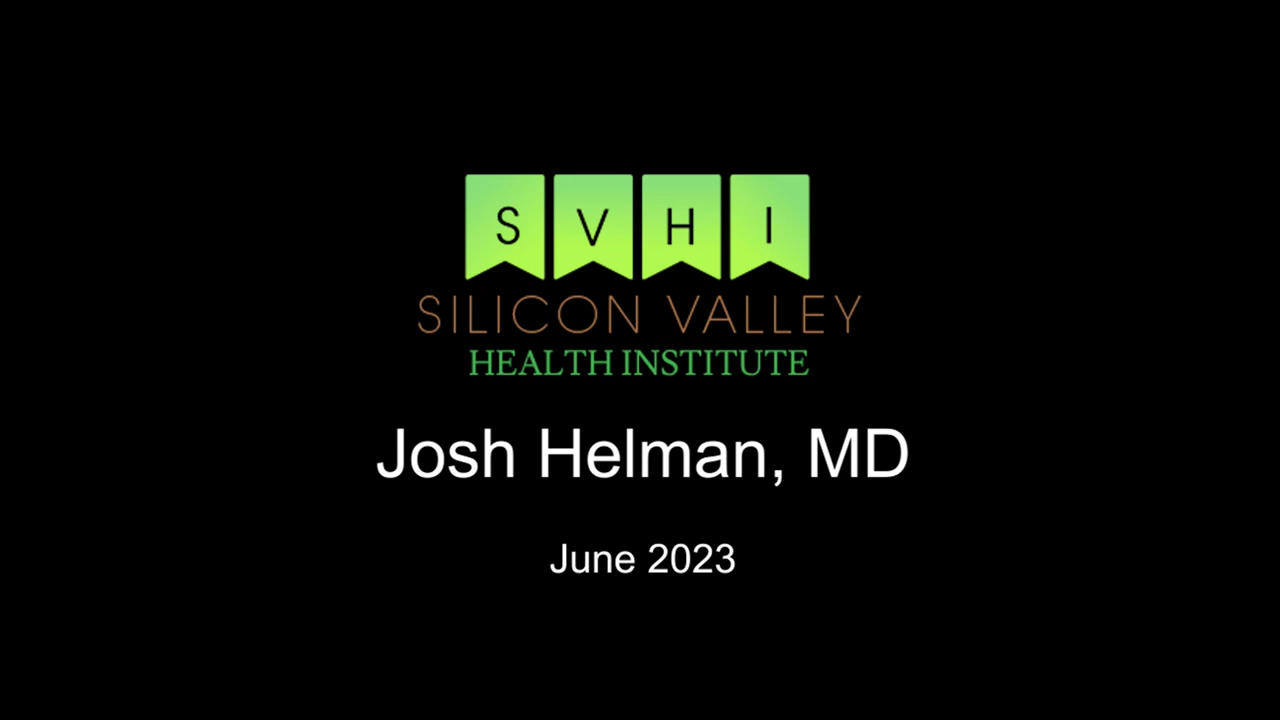 S V H I
SILICON VALLEY
HEALTH INSTITUTE
Josh Helman, MD
June 2023